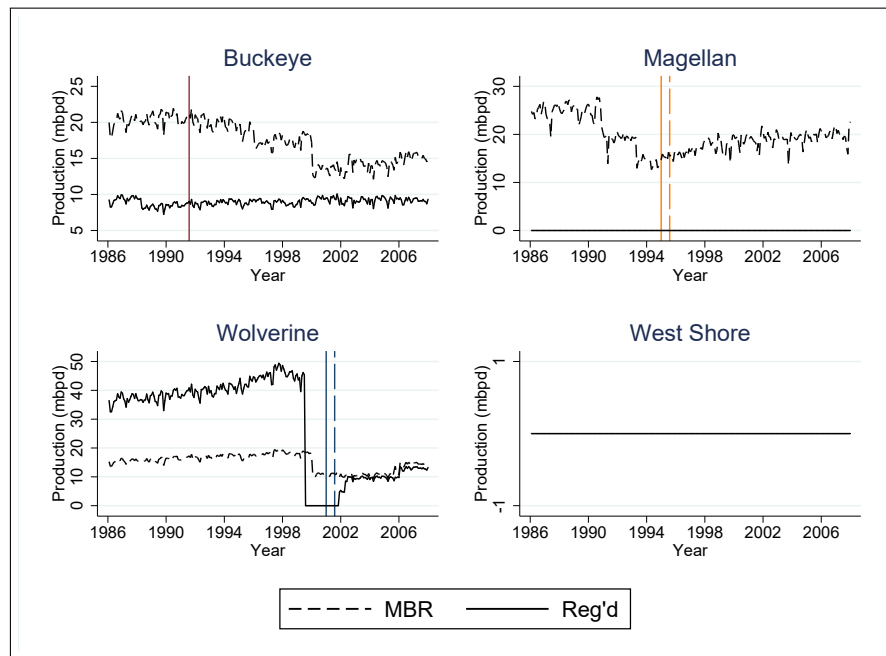 Buckeye
Production (mbpd)
25
20
15
10
5
1986 1990 1994 1998 2002 2006
Year
Magellan
Production (mbpd)
30
20
10
0
1986 1990 1994 1998 2002 2006
Year
Wolverine
Production (mbpd)
50
40
30
20
10
0
1986 1990 1994 1998 2002 2006
Year
West Shore
Production (mbpd)
1
-1
1986 1990 1994 1998 2002 2006
Year
MBR Reg'd